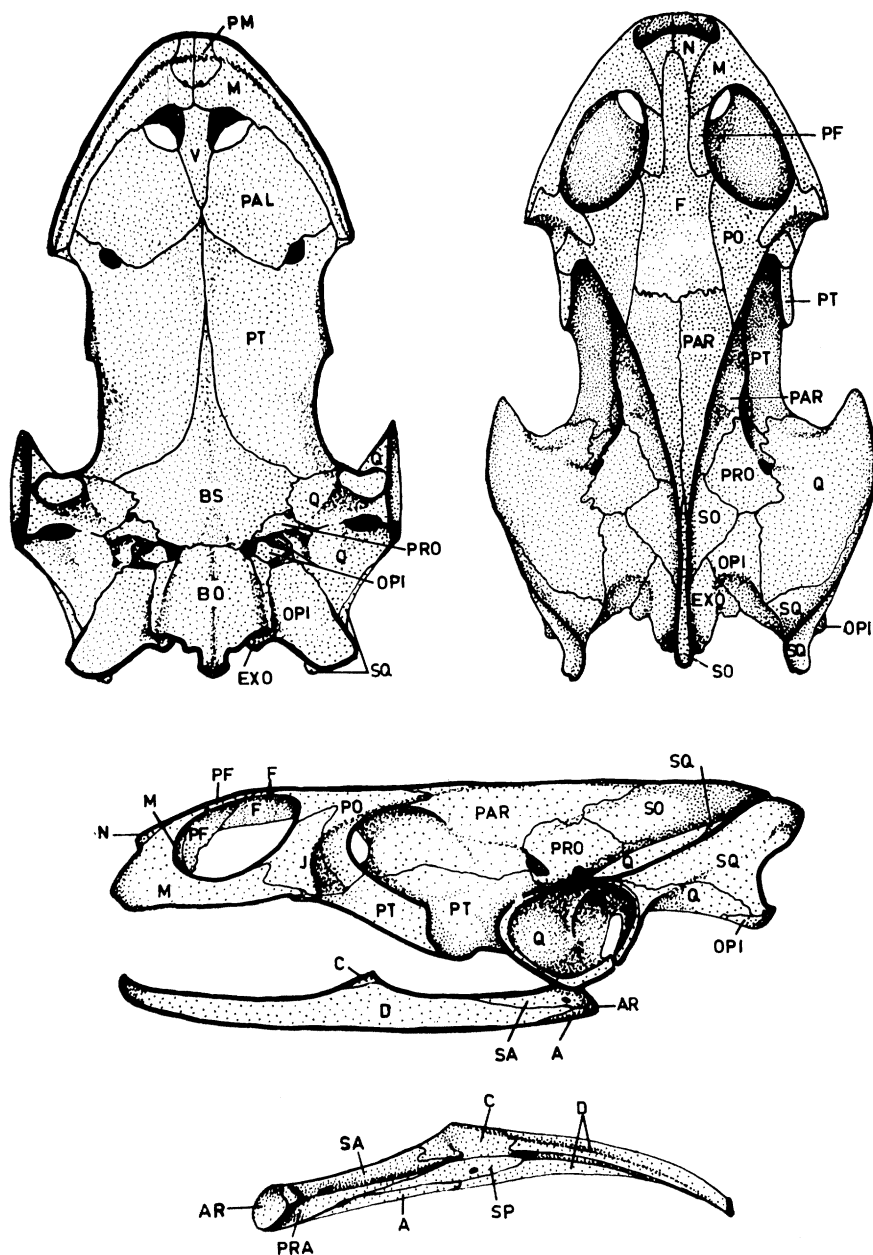 PM
M
V
PAL
PT
Q
BS
Q
PRO
Q
OPI
BO
OPI
EXO
SQ
N
M
PF
F
PO
PT
PAR
PT
PAR
PRO
Q
SO
OPI
EXO
SQ
OPI
SQ
SO
PF
F
M
F
PO
N
PF
PAR
SO
SQ
J
PRO
Q
SQ
M
PT
PT
Q
Q
OPI
C
D
AR
SA
A
C
D
SA
AR
A
SP
PRA